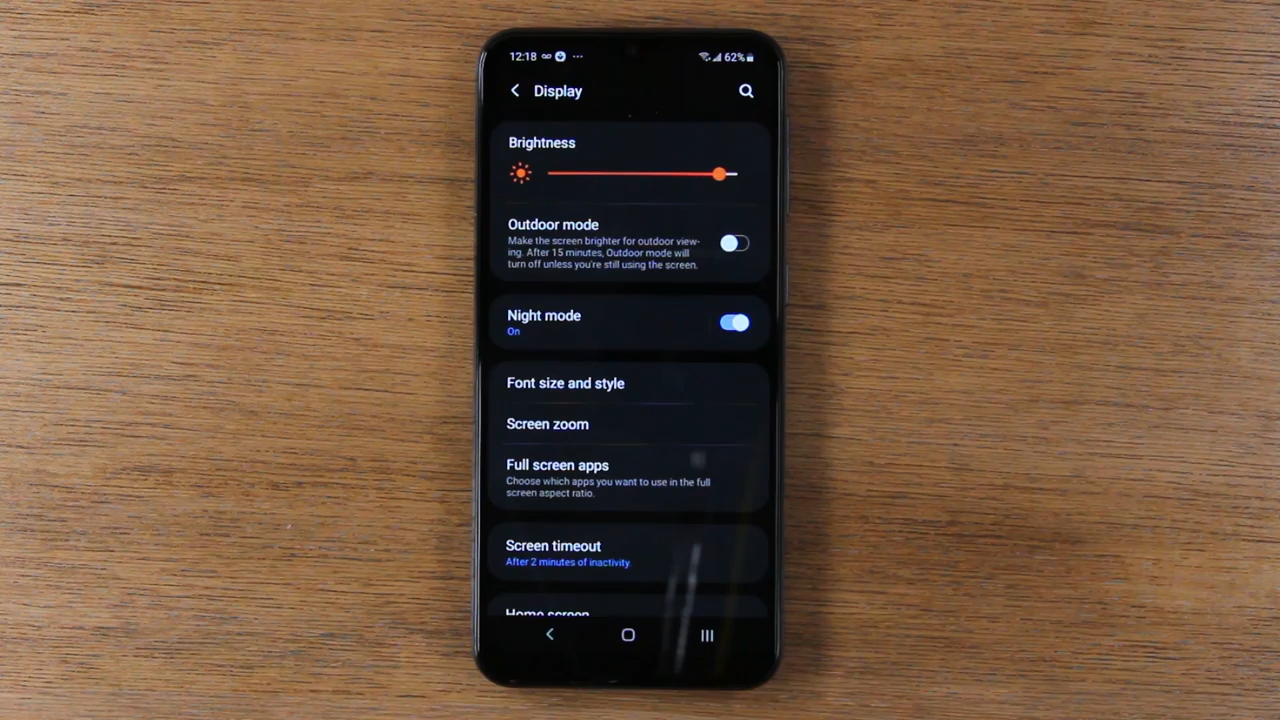 12:18 62%
Display
Brightness
Outdoor mode
Make the screen brighter for outdoor view-
ing. After 15 minutes, Outdoor mode will
turn off unless you're still using the screen.
Night mode
On
Font size and style
Screen zoom
Full screen apps
Choose which apps you want to use in the full
screen aspect ratio.
Screen timeout
After 2 minutes of inactivity.
Home screen